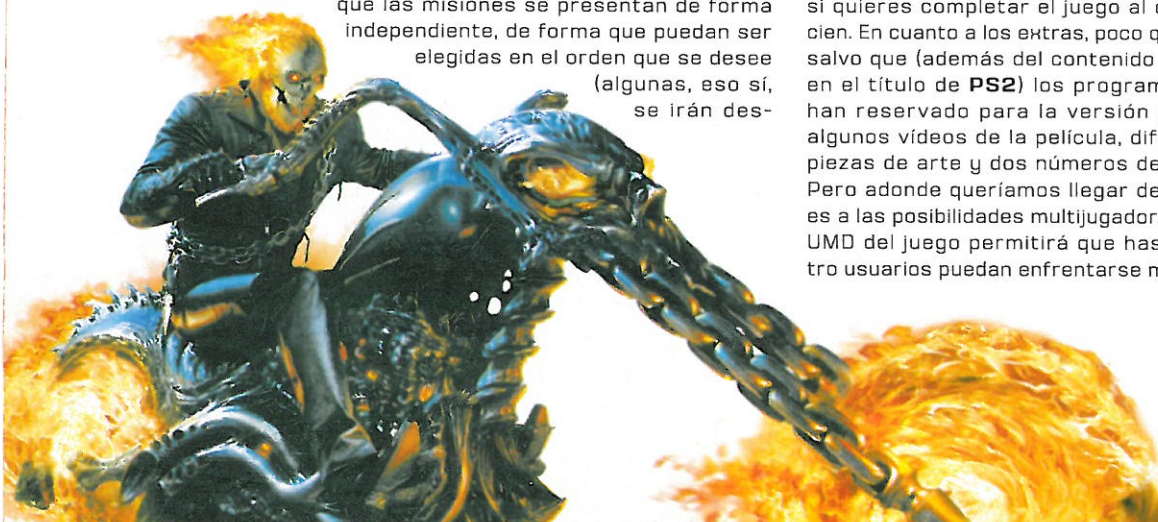 que las misiones se presentan de forma
independiente, de forma que puedan ser
elegidas en el orden que se desee
(algunas, eso sí,
se irán des-
si quieres completar el juego al
cien. En cuanto a los extras, poco
salvo que (además del contenido
en el título de PS2) los
han reservado para la versión
algunos vídeos de la película,
piezas de arte y dos números de
Pero adonde queríamos llegar
es a las posibilidades multijugador
UMD del juego permitirá que
tro usuarios puedan enfrentarse